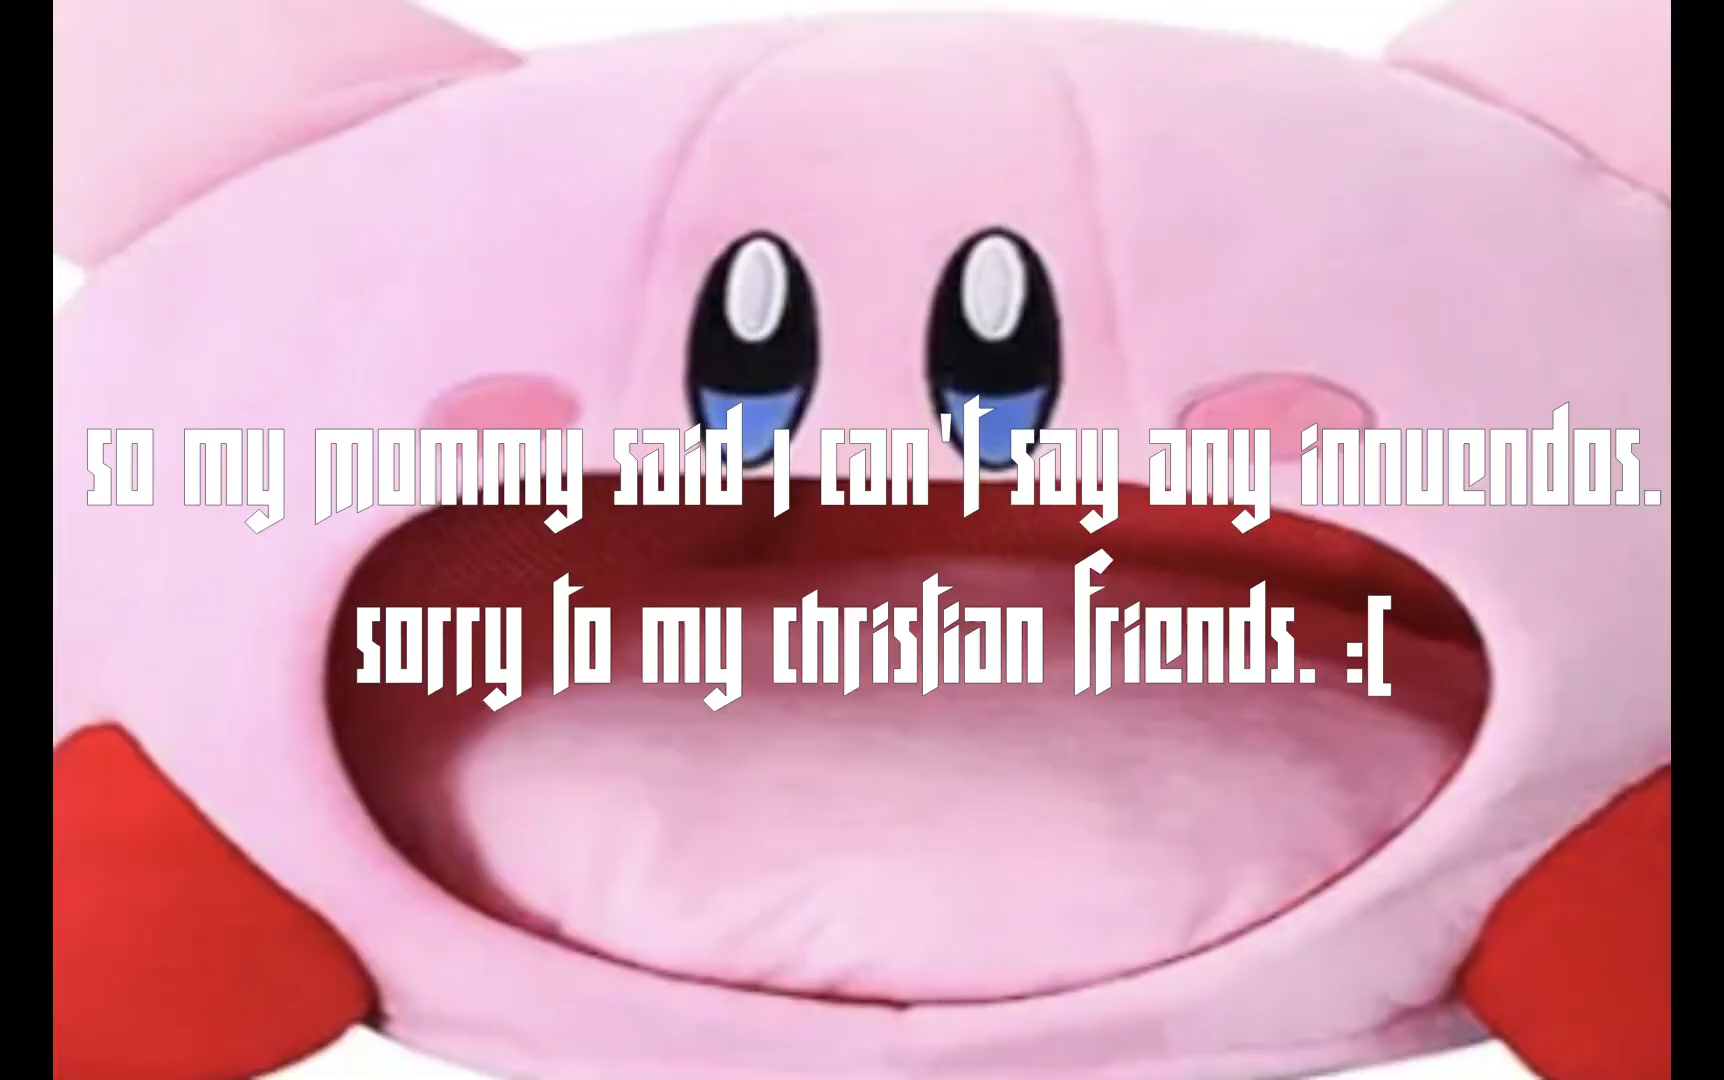 so my mommy said i can't say any innuendos.
sorry to my christian friends. :[